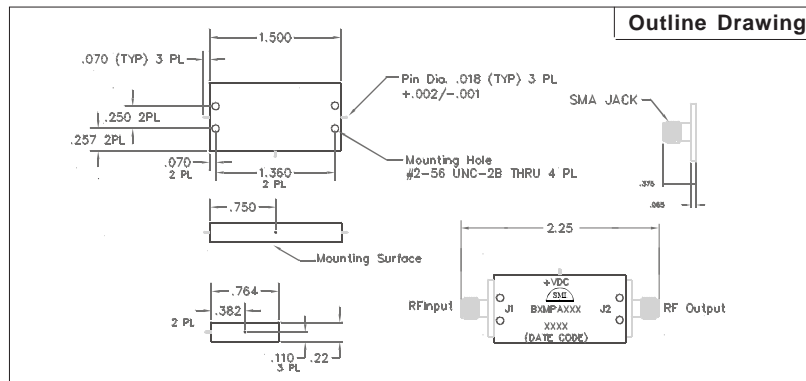 Outline Drawing
1.500
.070 (TYP) 3 PL
Pin Dia. .018 (TYP) 3 PL
+.002/-.001
SMA JACK
.250 2PL
.257 2PL
.070
2 PL
1.360
2 PL
Mounting Hole
#2-56 UNC-2B THRU 4 PL
.375
.065
.750
Mounting Surface
2.25
.764
.382
2 PL
.110
3 PL
.22
+VDC
SMI
RFInput
J1
BXMPAXXX
J2
RF Output
XXXX
(DATE CODE)